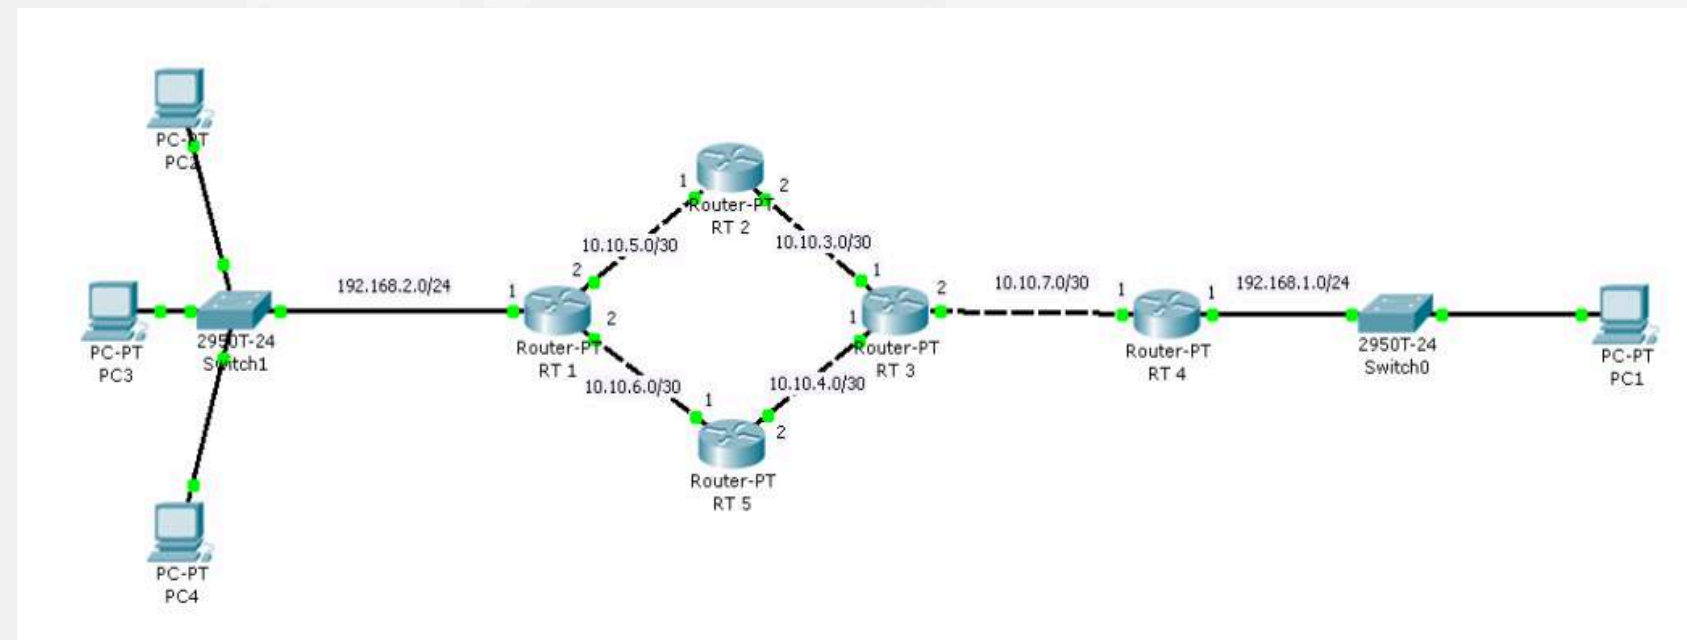 PC-PT
PC2
1
2
Router-PT
RT 2
10.10.5.0/30
10.10.3.0/30
2
1
192.168.2.0/24
1
2
10.10.7.0/30
1
1
192.168.1.0/24
2
1
PC-PT
PC3
2950T-24
Switch1
Router-PT
RT 1
Router-PT
RT 3
Router-PT
RT 4
2950T-24
Switch0
PC-PT
PC1
10.10.6.0/30
10.10.4.0/30
1
2
Router-PT
RT 5
PC-PT
PC4